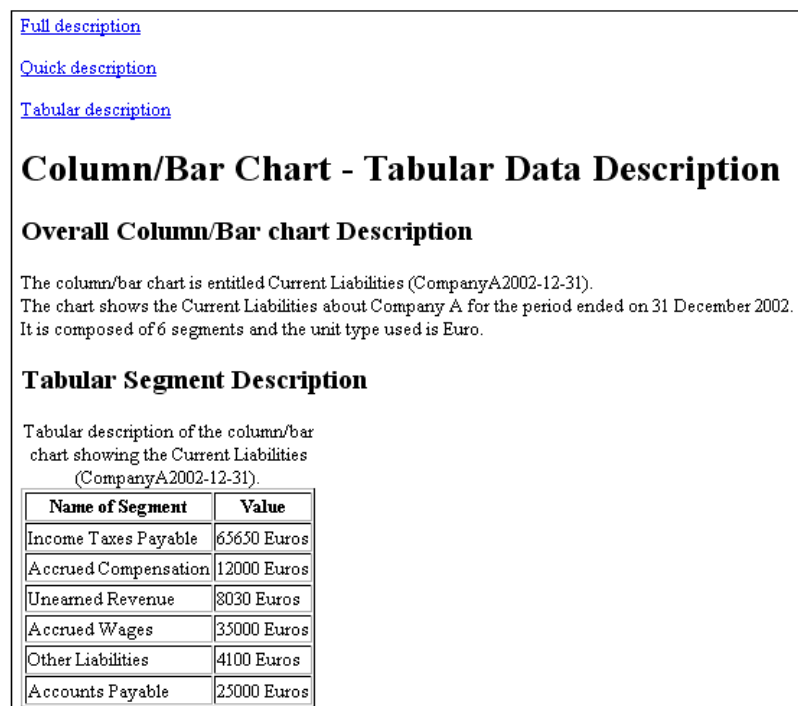 Full description
Quick description
Tabular description
Column/Bar Chart - Tabular Data Description
Overall Column/Bar chart Description
The column/bar chart is entitled Current Liabilities (CompanyA2002-12-31).
The chart shows the Current Liabilities about Company A for the period ended on 31 December 2002.
It is composed of 6 segments and the unit type used is Euro.
Tabular Segment Description
Tabular description of the column/bar
chart showing the Current Liabilities
(CompanyA2002-12-31).
Name of Segment Value
Income Taxes Payable 65650 Euros
Accrued Compensation 12000 Euros
Unearned Revenue 8030 Euros
Accrued Wages 35000 Euros
Other Liabilities 4100 Euros
Accounts Payable 25000 Euros